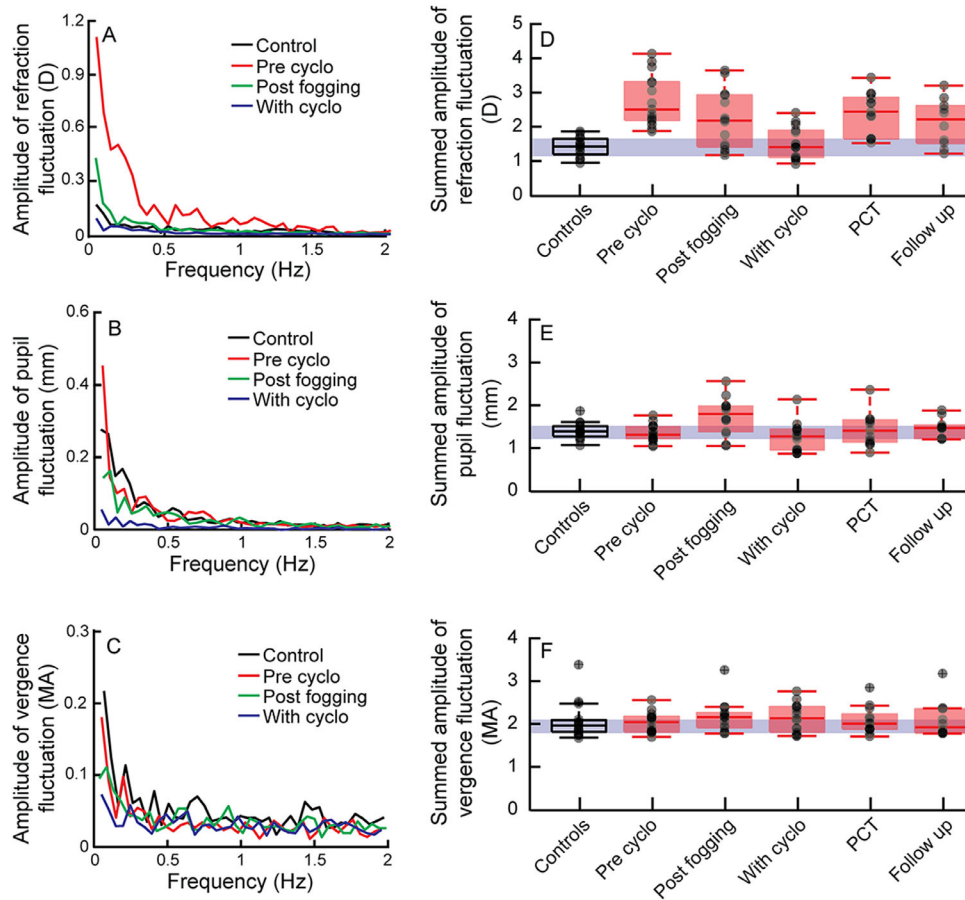 A
Amplitude of refraction
fluctuation (D)
1.2
0.9
0.6
0.3
0
Control
Pre cyclo
Post fogging
With cyclo
0 0.5 1 1.5 2
Frequency (Hz)
D
Summed amplitude of
refraction fluctuation
(D)
5
4
3
2
1
0
Controls
Pre cyclo
Post fogging
With cyclo
PCT
Follow up
B
Amplitude of pupil
fluctuation (mm)
0.6
0.4
0.2
0
Control
Pre cyclo
Post fogging
With cyclo
0 0.5 1 1.5 2
Frequency (Hz)
E
Summed amplitude of
pupil fluctuation
(mm)
4
3
2
1
0
Controls
Pre cyclo
Post fogging
With cyclo
PCT
Follow up
C
Amplitude of vergence
fluctuation (MA)
0.3
0.2
0.1
0
Control
Pre cyclo
Post fogging
With cyclo
0 0.5 1 1.5 2
Frequency (Hz)
F
Summed amplitude of
vergence fluctuation
(MA)
4
3
2
1
0
Controls
Pre cyclo
Post fogging
With cyclo
PCT
Follow up